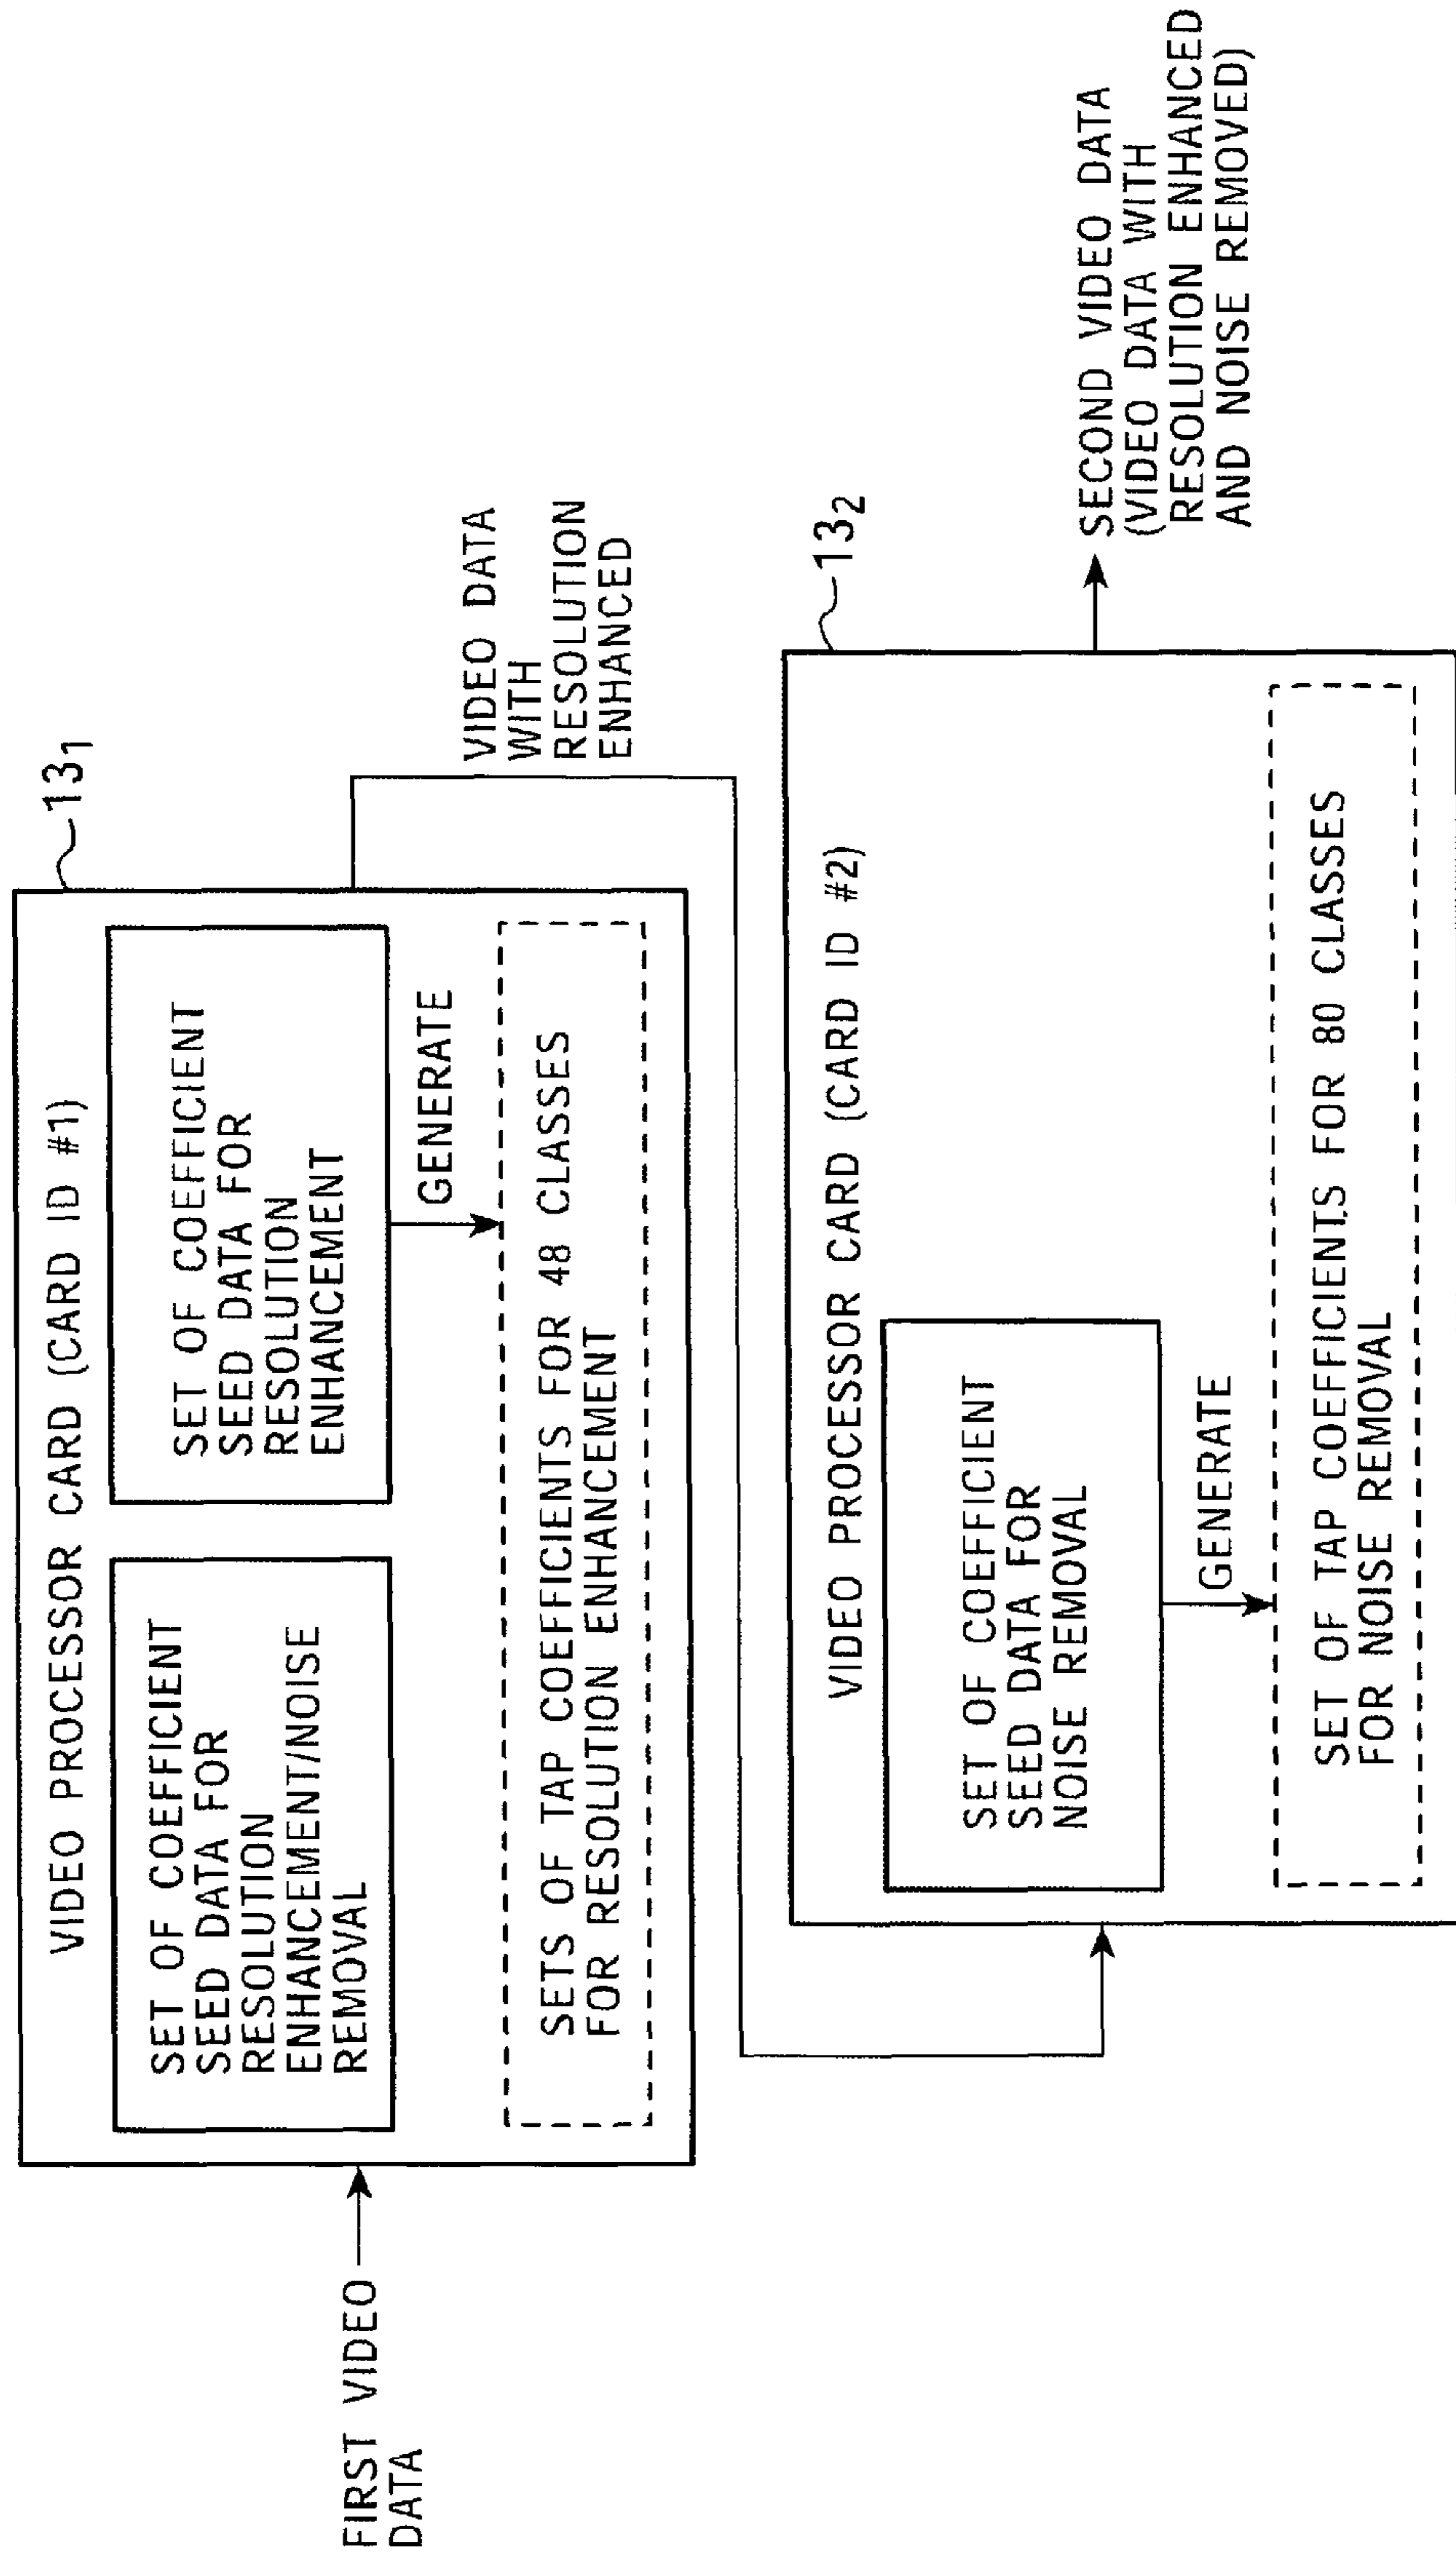 VIDEO PROCESSOR CARD (CARD ID #1)
13₁
SET OF COEFFICIENT
SEED DATA FOR
RESOLUTION
ENHANCEMENT/NOISE
REMOVAL
SET OF COEFFICIENT
SEED DATA FOR
RESOLUTION
ENHANCEMENT
FIRST VIDEO
DATA
GENERATE
SETS OF TAP COEFFICIENTS FOR 48 CLASSES
FOR RESOLUTION ENHANCEMENT
VIDEO DATA
WITH
RESOLUTION
ENHANCED
VIDEO PROCESSOR CARD (CARD ID #2)
13₂
SET OF COEFFICIENT
SEED DATA FOR
NOISE REMOVAL
GENERATE
SET OF TAP COEFFICIENTS FOR 80 CLASSES
FOR NOISE REMOVAL
SECOND VIDEO DATA
(VIDEO DATA WITH
RESOLUTION ENHANCED
AND NOISE REMOVED)